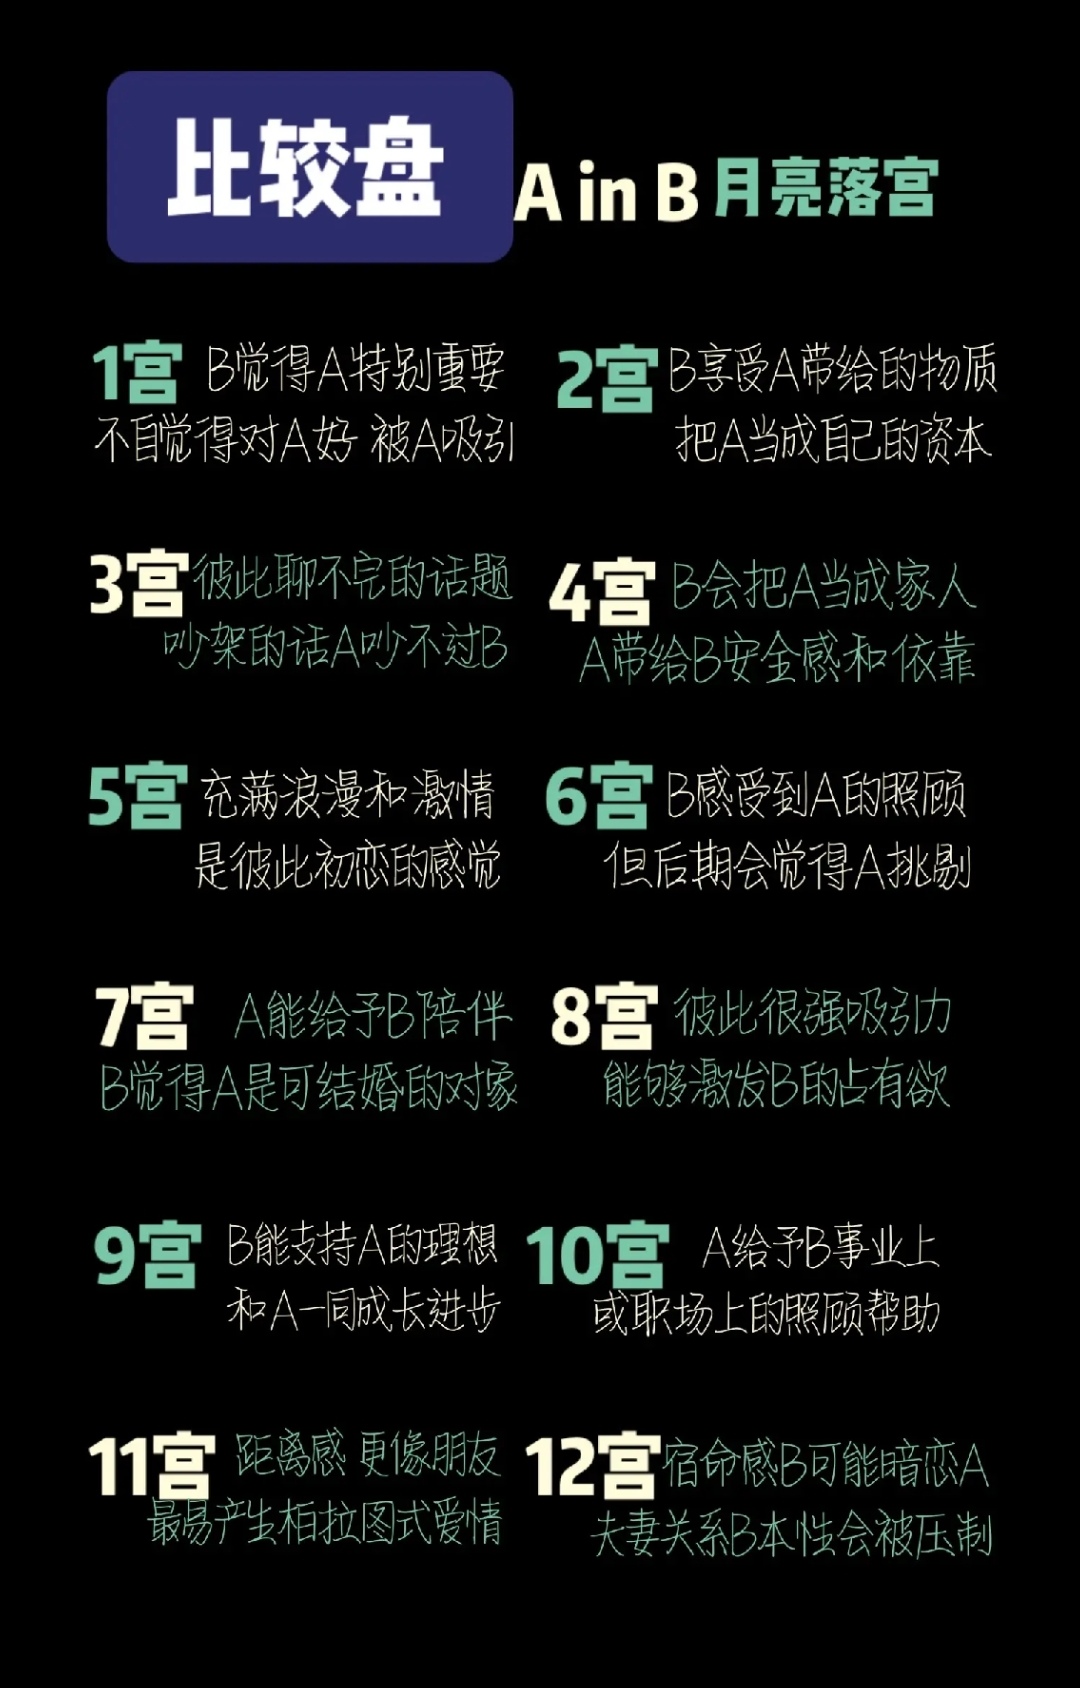 比较盘 A in B 月亮落宫
1宫 B觉得A特别重要
不自觉得对A好 被A吸引
2宫 B享受A带给的物质
把A当成自己的资本
3宫 彼此聊不完的话题
吵架的话A吵不过B
4宫 B会把A当成家人
A带给B安全感和依靠
5宫 充满浪漫和激情
是彼此初恋的感觉
6宫 B感受到A的照顾
但后期会觉得A挑剔
7宫 A能给予B陪伴
B觉得A是可结婚的对象
8宫 彼此很强吸引力
能够激发B的占有欲
9宫 B能支持A的理想
和A一同成长进步
10宫 A给予B事业上
或职场上的照顾帮助
11宫 距离感 更像朋友
最易产生柏拉图式爱情
12宫 宿命感B可能暗恋A
夫妻关系B本性会被压制